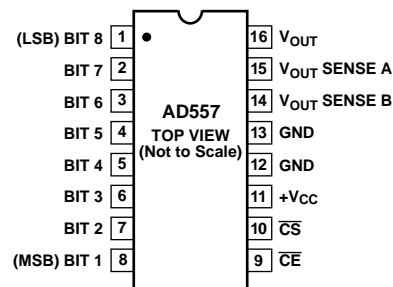 (LSB) BIT 8 1 16 VOUT
BIT 7 2 15 VOUT SENSE A
BIT 6 3 14 VOUT SENSE B
AD557
BIT 5 4 13 GND
TOP VIEW
(Not to Scale)
BIT 4 5 12 GND
BIT 3 6 11 +VCC
BIT 2 7 10 C̅S̅
(MSB) BIT 1 8 9 C̅E̅